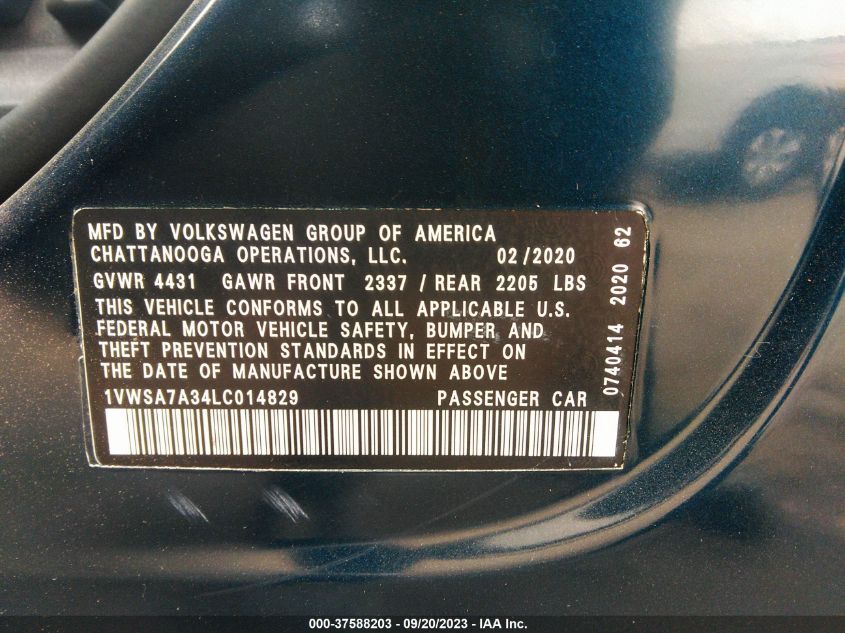 MFD BY VOLKSWAGEN GROUP OF AMERICA
CHATTANOOGA OPERATIONS, LLC. 02/2020
GVWR 4431 GAWR FRONT 2337 / REAR 2205 LBS
THIS VEHICLE CONFORMS TO ALL APPLICABLE U.S.
FEDERAL MOTOR VEHICLE SAFETY, BUMPER AND
THEFT PREVENTION STANDARDS IN EFFECT ON
THE DATE OF MANUFACTURE SHOWN ABOVE
1VWSA7A34LC014829 PASSENGER CAR
0740414 2020 62
000-37588203 - 09/20/2023 - IAA Inc.